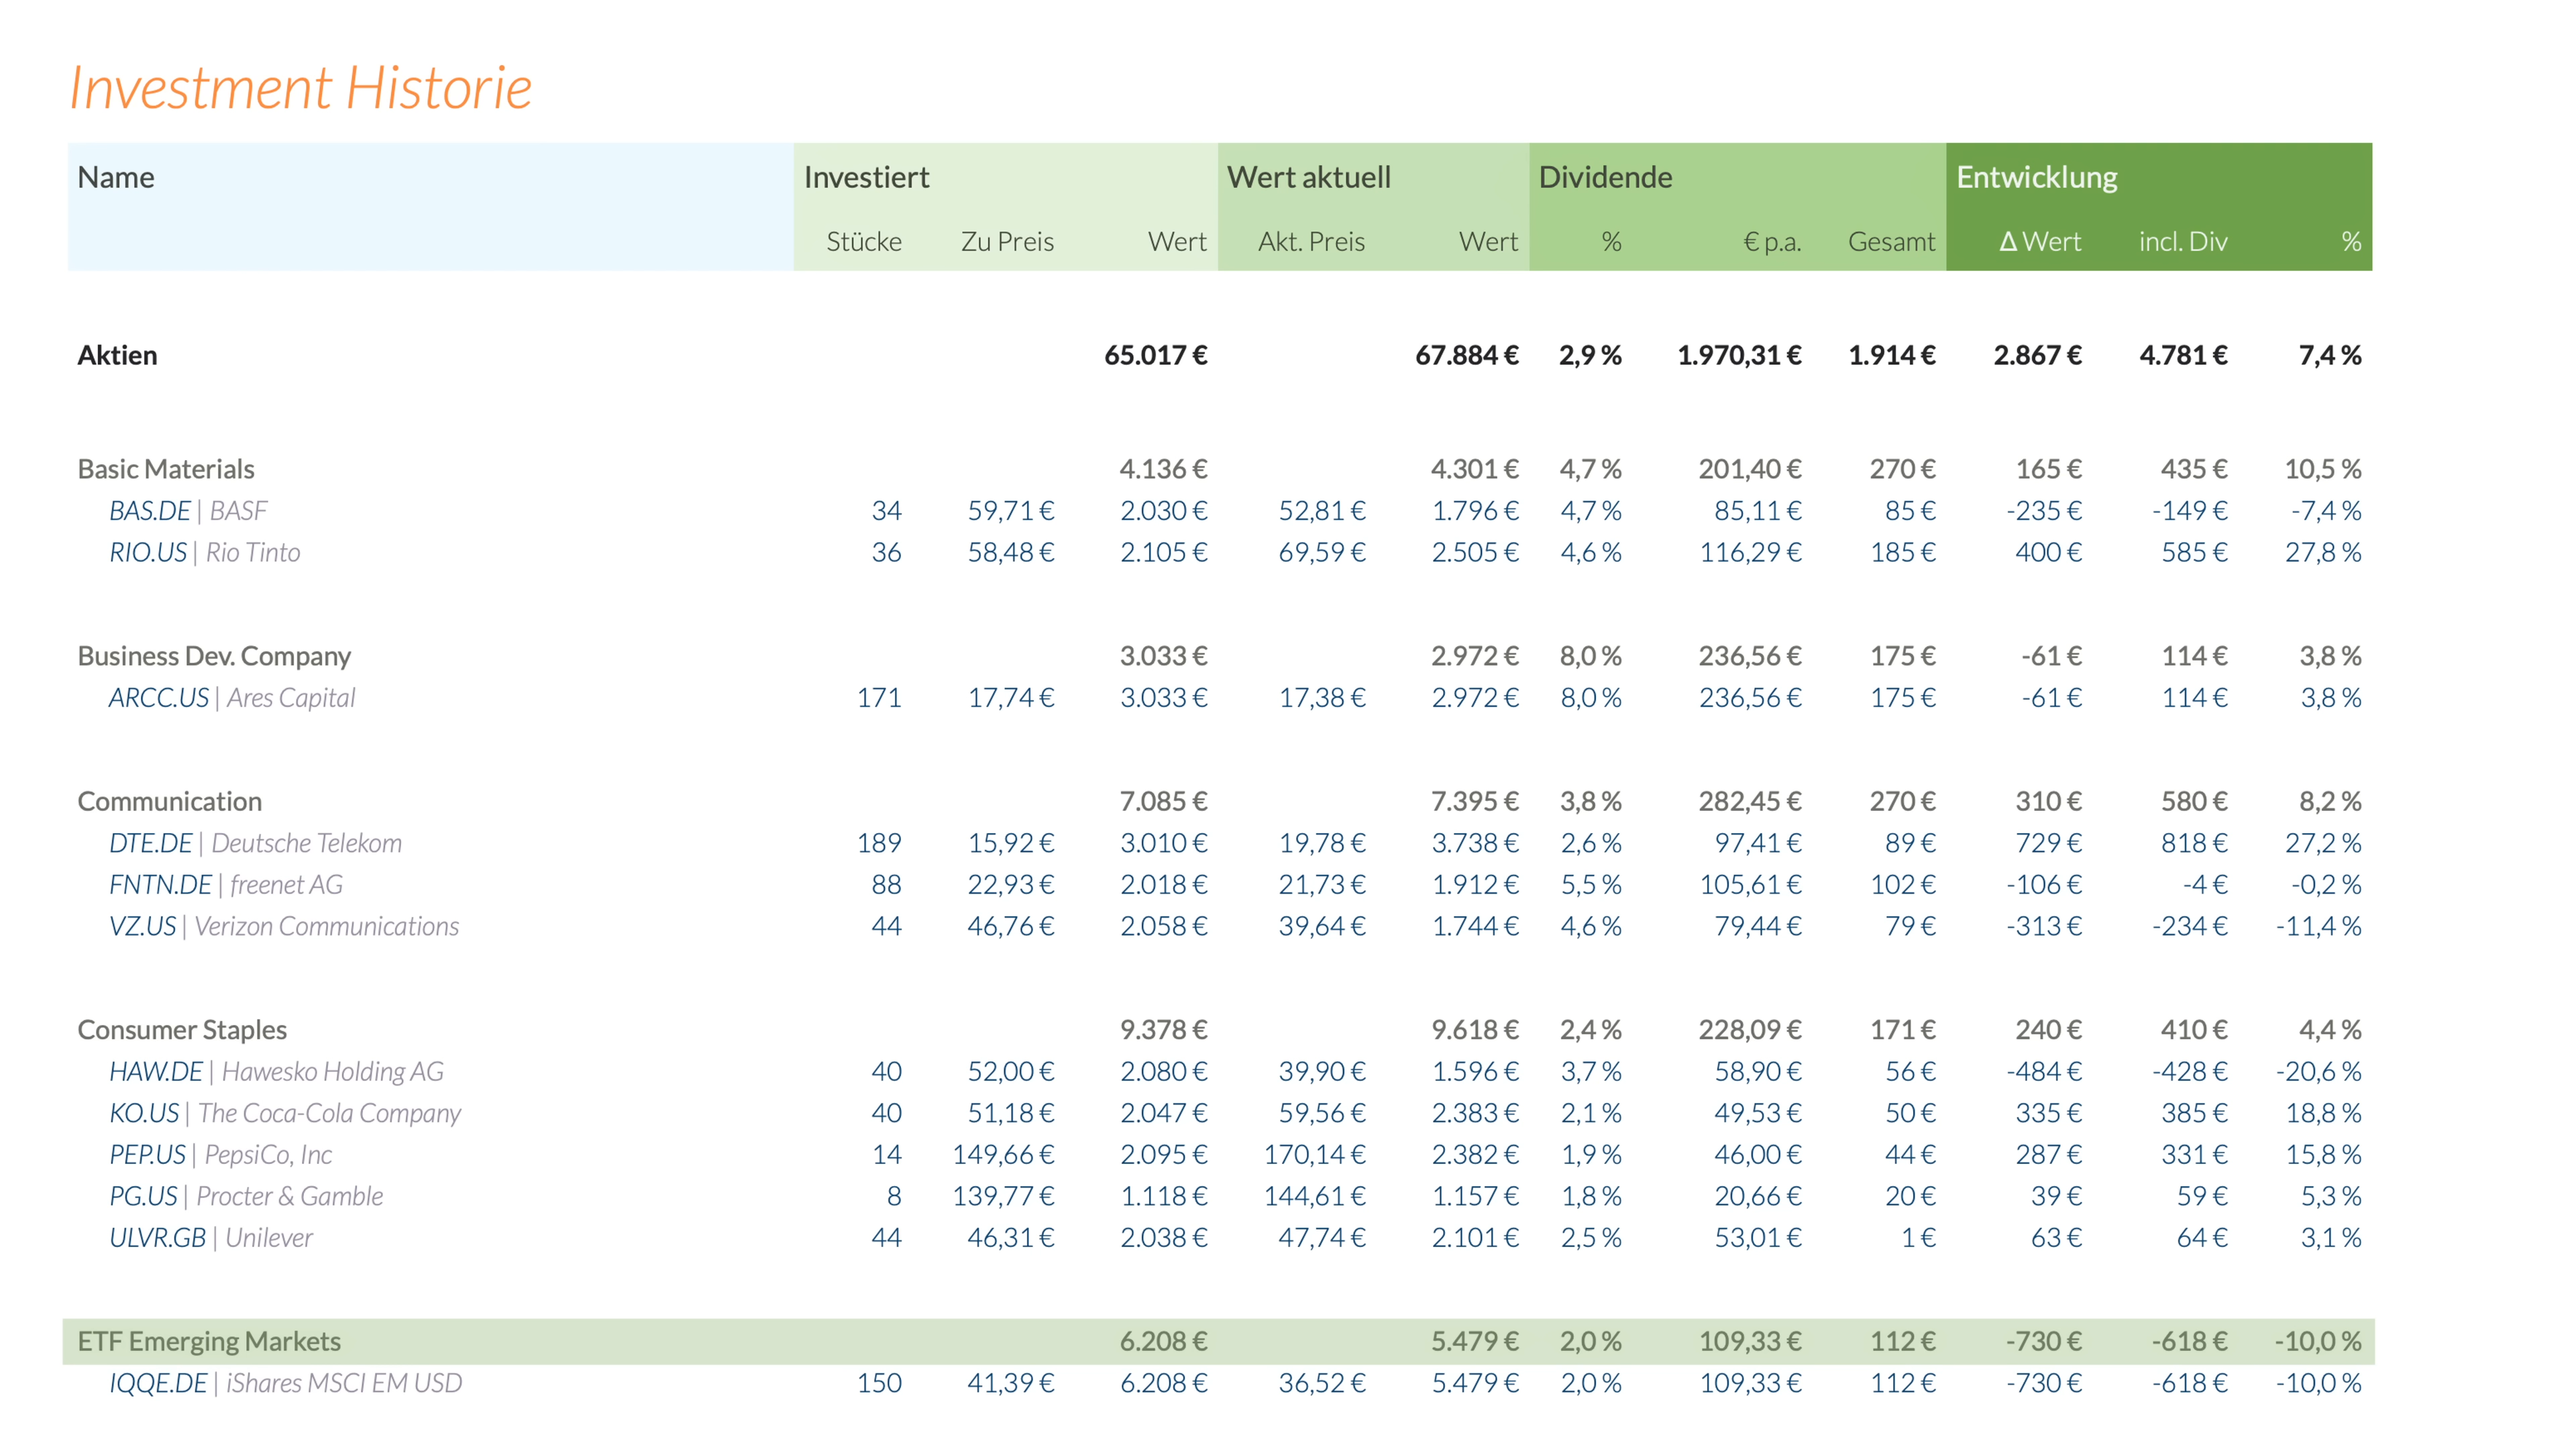 Investment Historie
Name Investiert Wert aktuell Dividende Entwicklung
Stücke Zu Preis Wert Akt. Preis Wert % € p.a. Gesamt Δ Wert incl. Div %
Aktien 65.017 € 67.884 € 2,9 % 1.970,31 € 1.914 € 2.867 € 4.781 € 7,4 %
Basic Materials 4.136 € 4.301 € 4,7 % 201,40 € 270 € 165 € 435 € 10,5 %
BAS.DE | BASF 34 59,71 € 2.030 € 52,81 € 1.796 € 4,7 % 85,11 € 85 € -235 € -149 € -7,4 %
RIO.US | Rio Tinto 36 58,48 € 2.105 € 69,59 € 2.505 € 4,6 % 116,29 € 185 € 400 € 585 € 27,8 %
Business Dev. Company 3.033 € 2.972 € 8,0 % 236,56 € 175 € -61 € 114 € 3,8 %
ARCC.US | Ares Capital 171 17,74 € 3.033 € 17,38 € 2.972 € 8,0 % 236,56 € 175 € -61 € 114 € 3,8 %
Communication 7.085 € 7.395 € 3,8 % 282,45 € 270 € 310 € 580 € 8,2 %
DTE.DE | Deutsche Telekom 189 15,92 € 3.010 € 19,78 € 3.738 € 2,6 % 97,41 € 89 € 729 € 818 € 27,2 %
FNTN.DE | freenet AG 88 22,93 € 2.018 € 21,73 € 1.912 € 5,5 % 105,61 € 102 € -106 € -4 € -0,2 %
VZ.US | Verizon Communications 44 46,76 € 2.058 € 39,64 € 1.744 € 4,6 % 79,44 € 79 € -313 € -234 € -11,4 %
Consumer Staples 9.378 € 9.618 € 2,4 % 228,09 € 171 € 240 € 410 € 4,4 %
HAW.DE | Hawesko Holding AG 40 52,00 € 2.080 € 39,90 € 1.596 € 3,7 % 58,90 € 56 € -484 € -428 € -20,6 %
KO.US | The Coca-Cola Company 40 51,18 € 2.047 € 59,56 € 2.383 € 2,1 % 49,53 € 50 € 335 € 385 € 18,8 %
PEP.US | PepsiCo, Inc 14 149,66 € 2.095 € 170,14 € 2.382 € 1,9 % 46,00 € 44 € 287 € 331 € 15,8 %
PG.US | Procter & Gamble 8 139,77 € 1.118 € 144,61 € 1.157 € 1,8 % 20,66 € 20 € 39 € 59 € 5,3 %
ULVR.GB | Unilever 44 46,31 € 2.038 € 47,74 € 2.101 € 2,5 % 53,01 € 1 € 63 € 64 € 3,1 %
ETF Emerging Markets 6.208 € 5.479 € 2,0 % 109,33 € 112 € -730 € -618 € -10,0 %
IQQE.DE | iShares MSCI EM USD 150 41,39 € 6.208 € 36,52 € 5.479 € 2,0 % 109,33 € 112 € -730 € -618 € -10,0 %